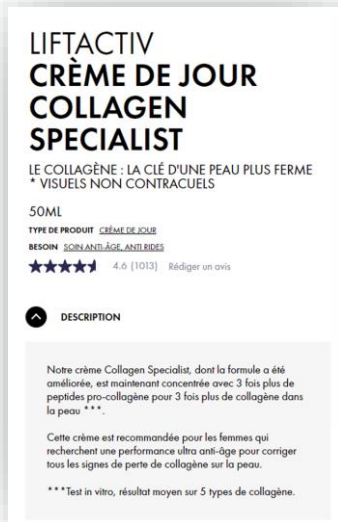 LIFTACTIV
CRÈME DE JOUR
COLLAGEN
SPECIALIST
LE COLLAGÈNE : LA CLÉ D'UNE PEAU PLUS FERME
* VISUELS NON CONTRACUELS
50ML
TYPE DE PRODUIT CRÈME DE JOUR
BESOIN SOIN ANTI-ÂGE, ANTI RIDES
4.6 (1013) Rédiger un avis
DESCRIPTION
Notre crème Collagen Specialist, dont la formule a été
améliorée, est maintenant concentrée avec 3 fois plus de
peptides pro-collagène pour 3 fois plus de collagène dans
la peau ***.
Cette crème est recommandée pour les femmes qui
recherchent une performance ultra anti-âge pour corriger
tous les signes de perte de collagène sur la peau.
***Test in vitro, résultat moyen sur 5 types de collagène.